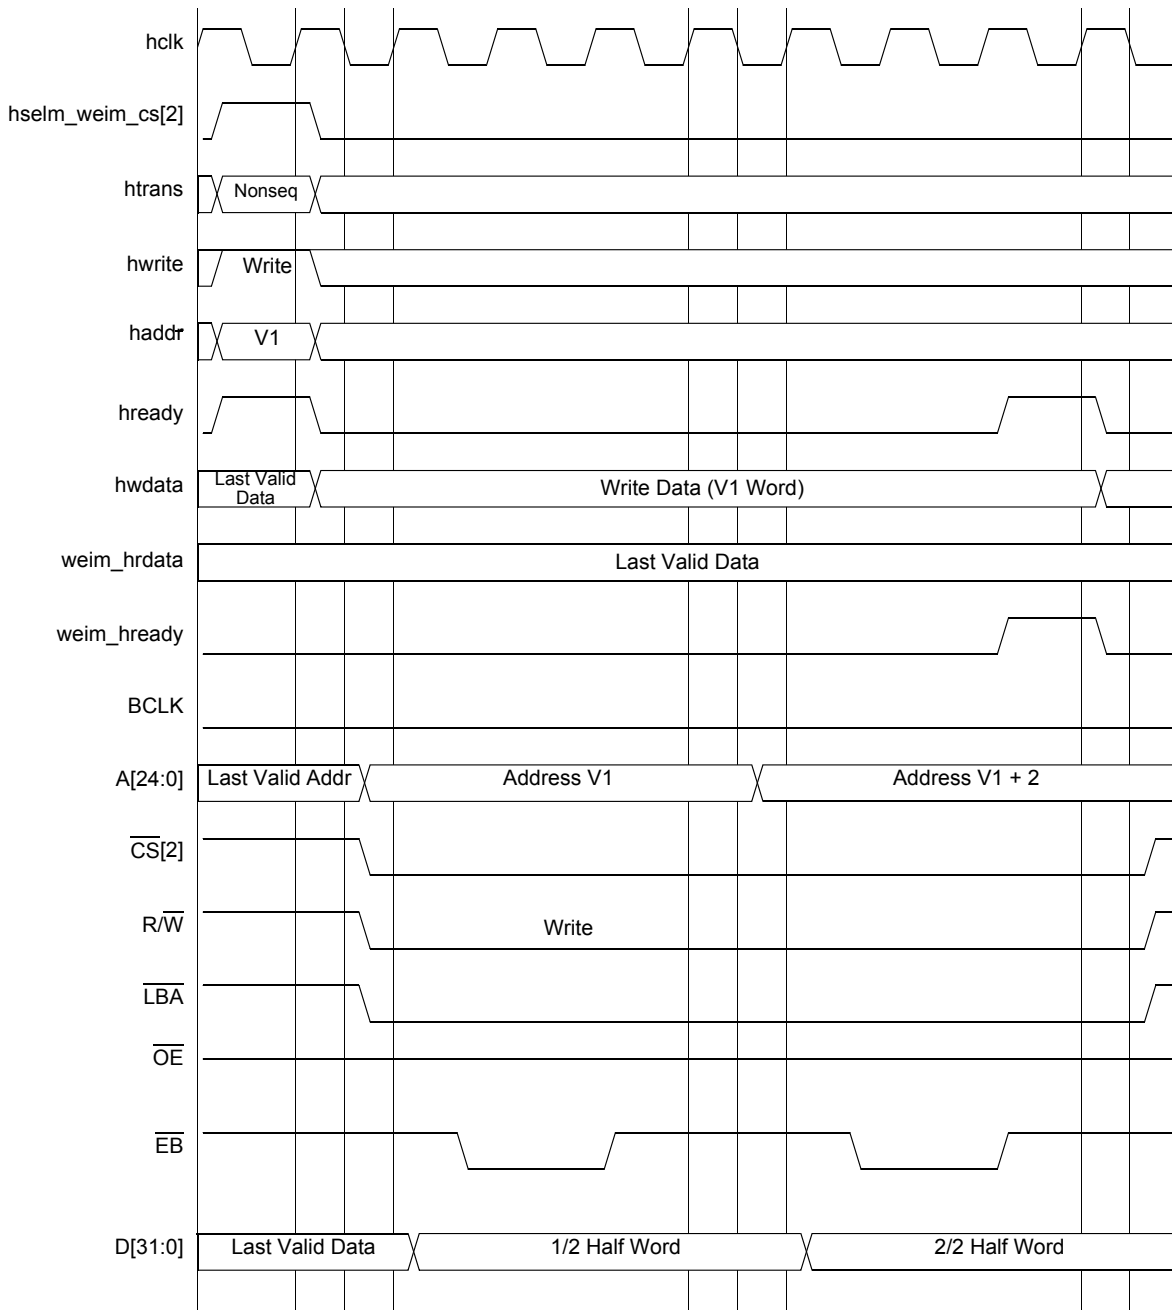 hclk
hselm_weim_cs[2]
htrans Nonseq
hwrite Write
haddr V1
hready
hwdata Last Valid Data Write Data (V1 Word)
weim_hrdata Last Valid Data
weim_hready
BCLK
A[24:0] Last Valid Addr Address V1 Address V1 + 2
CS[2]
R/W Write
LBA
OE
EB
D[31:0] Last Valid Data 1/2 Half Word 2/2 Half Word